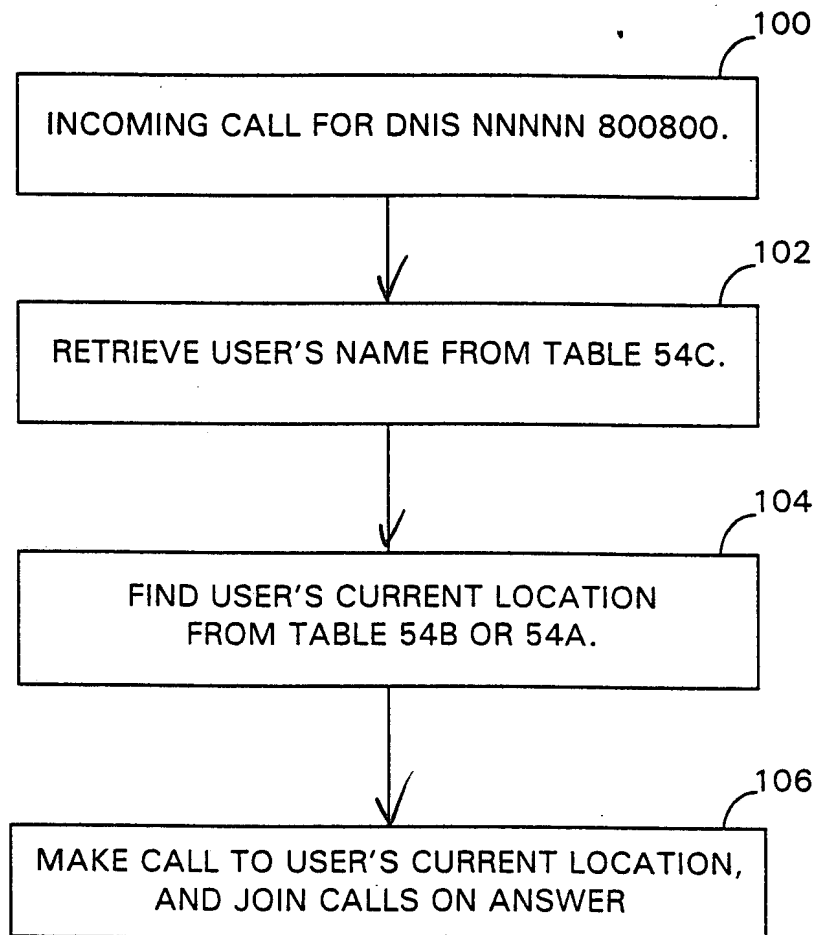 100
INCOMING CALL FOR DNIS NNNNN 800800.
102
RETRIEVE USER'S NAME FROM TABLE 54C.
104
FIND USER'S CURRENT LOCATION
FROM TABLE 54B OR 54A.
106
MAKE CALL TO USER'S CURRENT LOCATION,
AND JOIN CALLS ON ANSWER